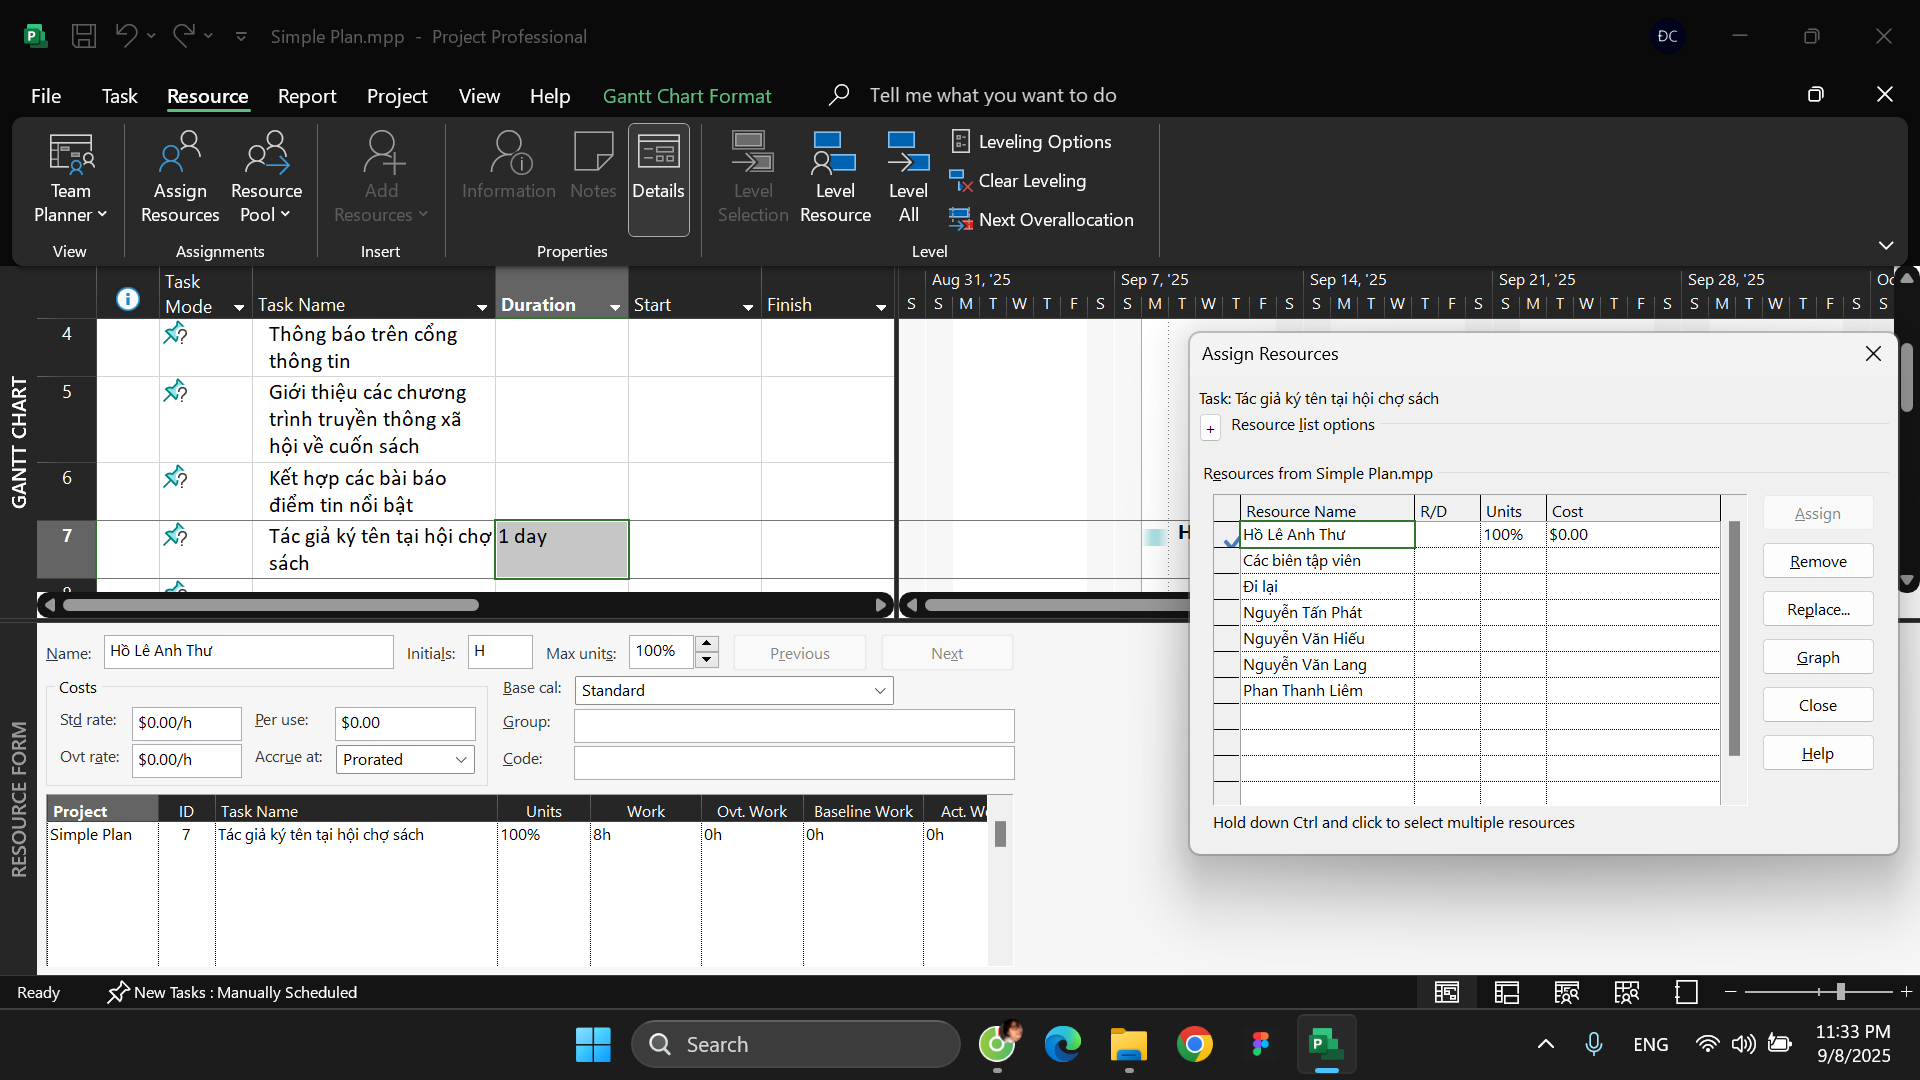 Simple Plan.mpp - Project Professional
ĐC
File Task Resource Report Project View Help Gantt Chart Format Tell me what you want to do
Team Planner
View
Assign Resources
Resource Pool
Assignments
Add Resources
Insert
Information
Notes
Details
Properties
Level Selection
Level Resource
Level All
Leveling Options
Clear Leveling
Next Overallocation
Level
GANTT CHART
Task Mode Task Name Duration Start Finish
Aug 31, '25 Sep 7, '25 Sep 14, '25 Sep 21, '25 Sep 28, '25
S S M T W T F S S M T W T F S S M T W T F S S M T W T F S S M T W T F S S
4 Thông báo trên cổng
thông tin
5 Giới thiệu các chương
trình truyền thông xã
hội về cuốn sách
6 Kết hợp các bài báo
điểm tin nổi bật
7 Tác giả ký tên tại hội chợ 1 day
sách
H
Assign Resources
Task: Tác giả ký tên tại hội chợ sách
+ Resource list options
Resources from Simple Plan.mpp
Resource Name R/D Units Cost
Hồ Lê Anh Thư 100% $0.00
Các biên tập viên
Đi lại
Nguyễn Tấn Phát
Nguyễn Văn Hiếu
Nguyễn Văn Lang
Phan Thanh Liêm
Assign
Remove
Replace...
Graph
Close
Help
Hold down Ctrl and click to select multiple resources
RESOURCE FORM
Name: Hồ Lê Anh Thư Initials: H Max units: 100% Previous Next
Costs
Std rate: $0.00/h Per use: $0.00
Ovt rate: $0.00/h Accrue at: Prorated
Base cal: Standard
Group:
Code:
Project ID Task Name Units Work Ovt. Work Baseline Work Act. W
Simple Plan 7 Tác giả ký tên tại hội chợ sách 100% 8h 0h 0h 0h
Ready New Tasks : Manually Scheduled
Search
ENG
11:33 PM
9/8/2025